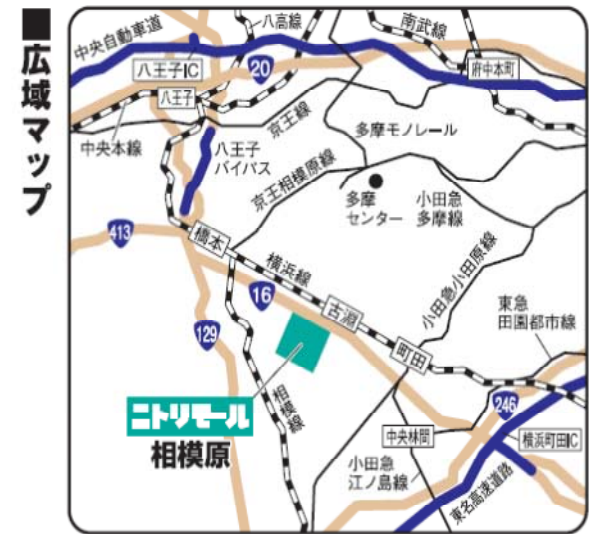 ■広域マップ
中央自動車道
八高線
南武線
八王子IC
20
府中本町
八王子
中央本線
京王線
多摩モノレール
八王子
バイパス
京王相模原線
多摩
センター
小田急
多摩線
413
橋本
横浜線
小田急小田原線
16
古淵
東急
田園都市線
129
町田
ニトリモール
相模原
相模線
246
中央林間
横浜町田IC
小田急
江ノ島線
東名高速道路